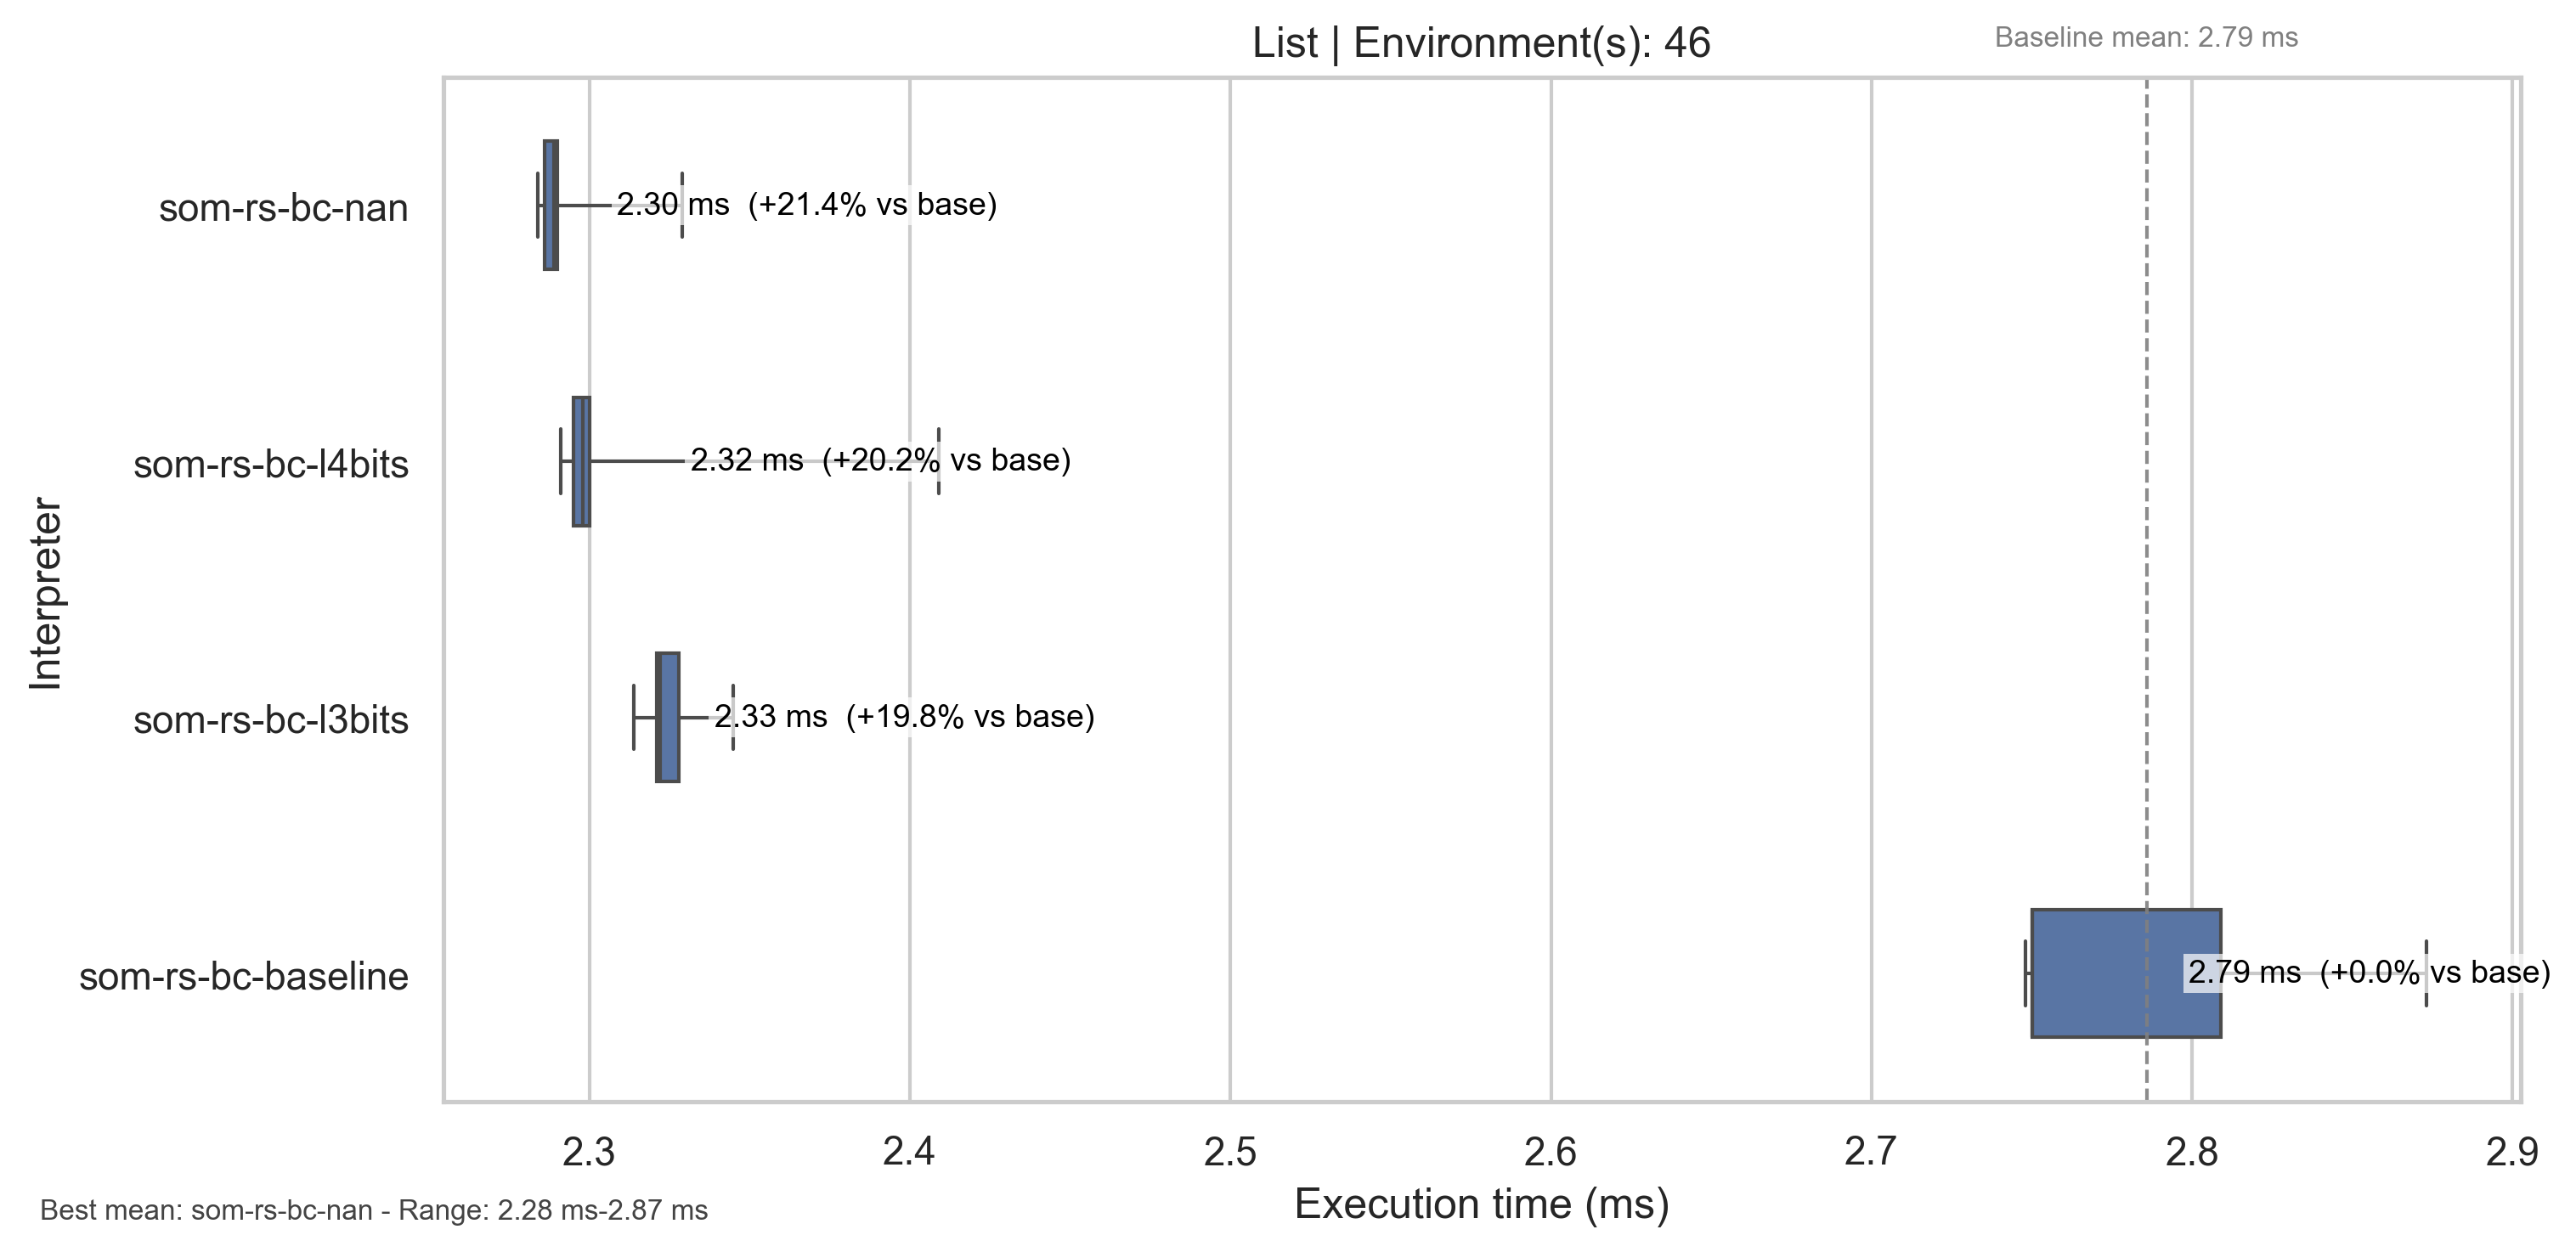 List | Environment(s): 46
Baseline mean: 2.79 ms
Interpreter
som-rs-bc-nan
2.30 ms (+21.4% vs base)
som-rs-bc-l4bits
2.32 ms (+20.2% vs base)
som-rs-bc-l3bits
2.33 ms (+19.8% vs base)
som-rs-bc-baseline
2.79 ms (+0.0% vs base)
2.3 2.4 2.5 2.6 2.7 2.8 2.9
Execution time (ms)
Best mean: som-rs-bc-nan - Range: 2.28 ms-2.87 ms